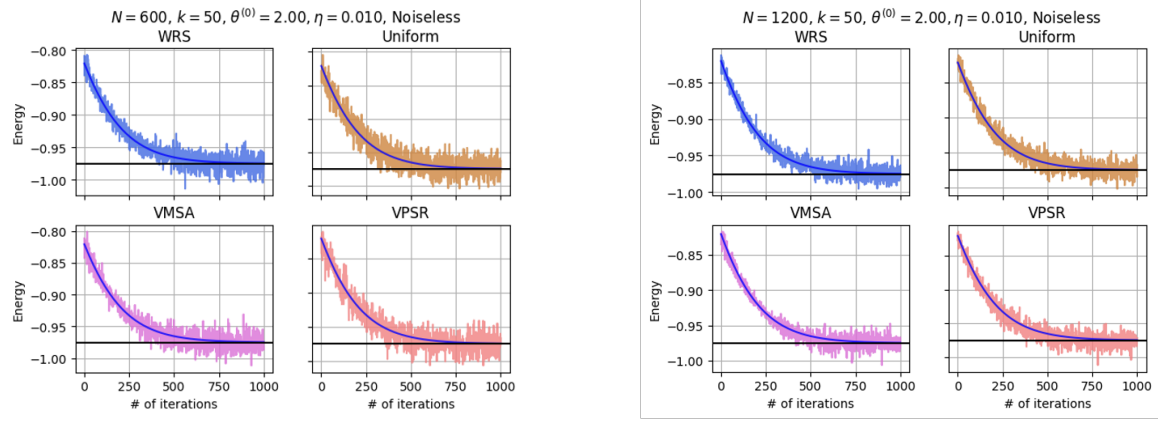 N = 600, k = 50, θ⁽⁰⁾ = 2.00, η = 0.010, Noiseless
WRS
Uniform
−0.80
−0.85
−0.90
−0.95
−1.00
Energy
VMSA
VPSR
−0.80
−0.85
−0.90
−0.95
−1.00
Energy
0 250 500 750 1000
0 250 500 750 1000
# of iterations
# of iterations
N = 1200, k = 50, θ⁽⁰⁾ = 2.00, η = 0.010, Noiseless
WRS
Uniform
−0.85
−0.90
−0.95
−1.00
Energy
VMSA
VPSR
−0.85
−0.90
−0.95
−1.00
Energy
0 250 500 750 1000
0 250 500 750 1000
# of iterations
# of iterations